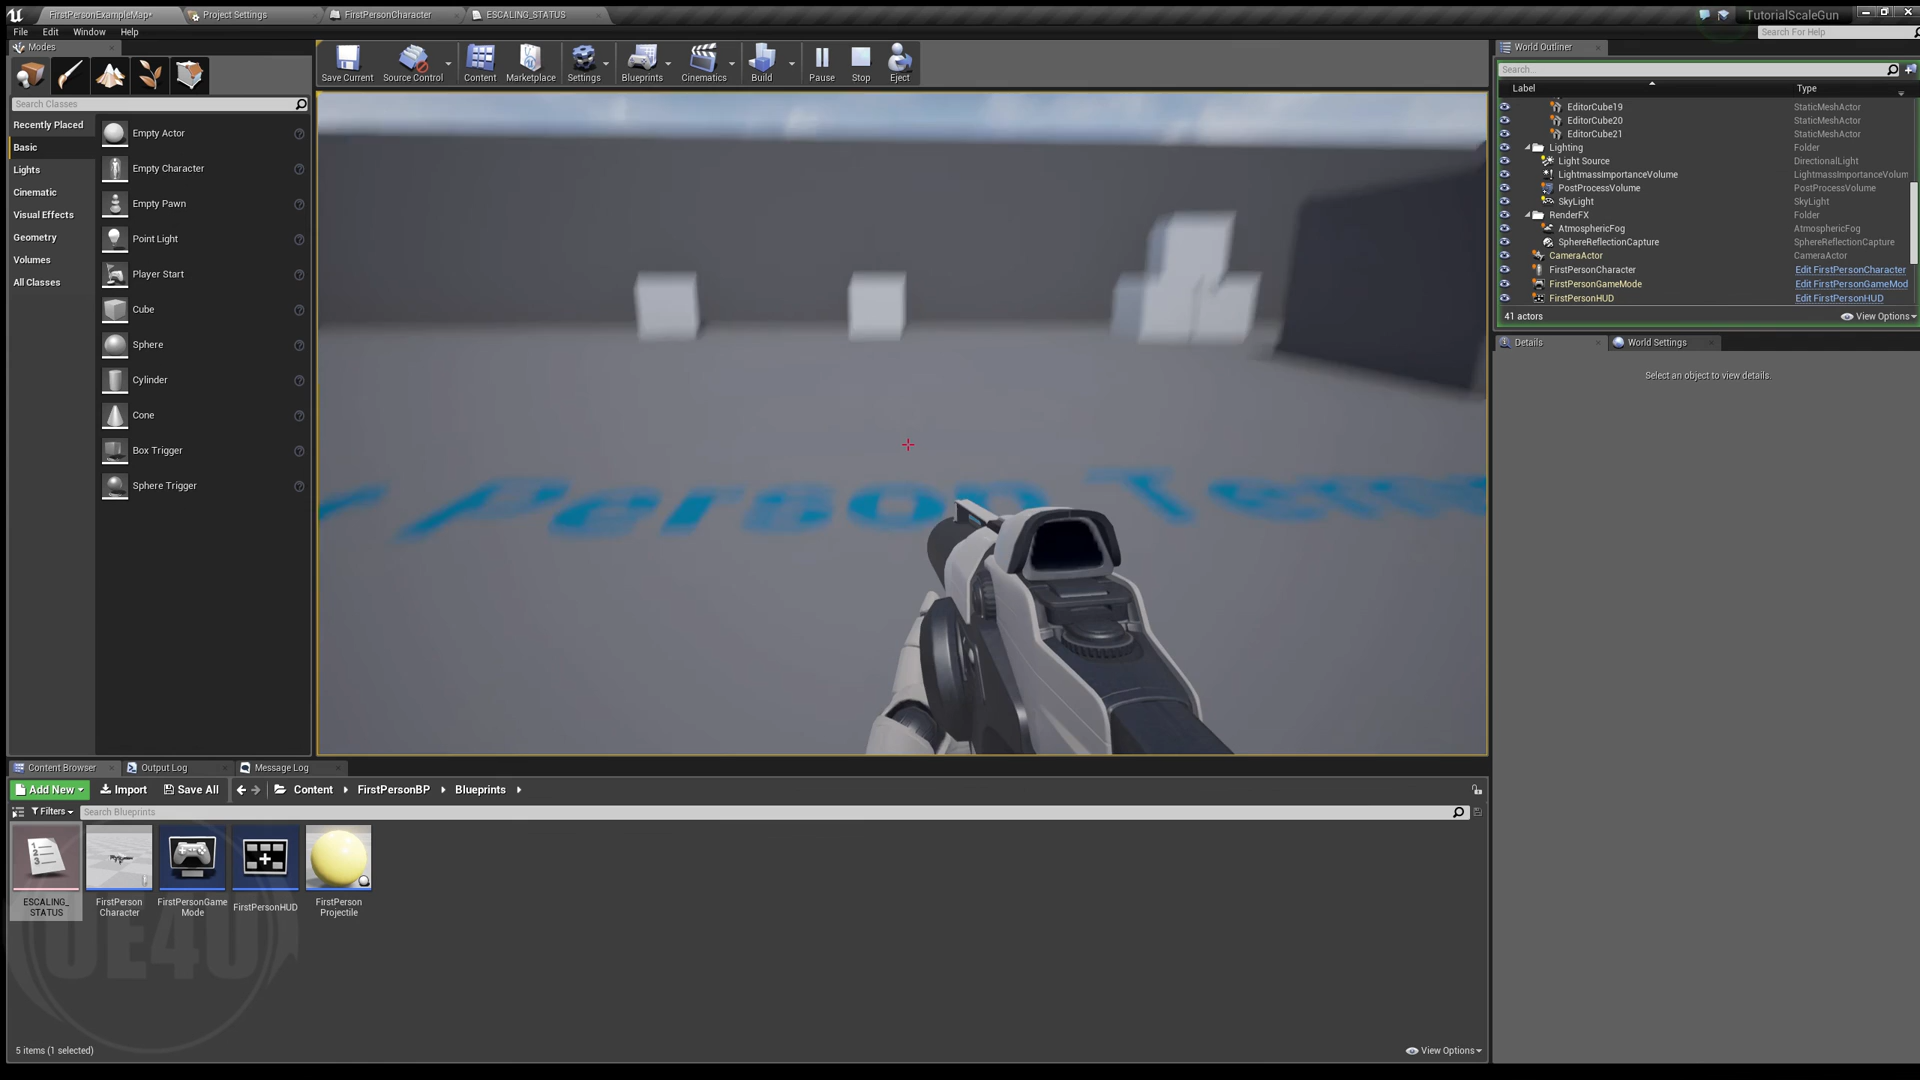 FirstPersonExampleMap*
Project Settings
FirstPersonCharacter
ESCALING_STATUS
TutorialScaleGun
File Edit Window Help
Search For Help
Modes
Save Current
Source Control
Content
Marketplace
Settings
Blueprints
Cinematics
Build
Pause
Stop
Eject
World Outliner
Search Classes
Search...
Label Type
Recently Placed
Basic
Lights
Cinematic
Visual Effects
Geometry
Volumes
All Classes
Empty Actor
Empty Character
Empty Pawn
Point Light
Player Start
Cube
Sphere
Cylinder
Cone
Box Trigger
Sphere Trigger
EditorCube19 StaticMeshActor
EditorCube20 StaticMeshActor
EditorCube21 StaticMeshActor
Lighting Folder
Light Source DirectionalLight
LightmassImportanceVolume LightmassImportanceVolum
PostProcessVolume PostProcessVolume
SkyLight SkyLight
RenderFX Folder
AtmosphericFog AtmosphericFog
SphereReflectionCapture SphereReflectionCapture
CameraActor CameraActor
FirstPersonCharacter Edit FirstPersonCharacter
FirstPersonGameMode Edit FirstPersonGameMod
FirstPersonHUD Edit FirstPersonHUD
41 actors View Options
Details World Settings
Select an object to view details.
Person
Content Browser Output Log Message Log
Add New Import Save All Content FirstPersonBP Blueprints
Filters Search Blueprints
ESCALING_
STATUS
FirstPerson
Character
FirstPersonGame
Mode
FirstPersonHUD
FirstPerson
Projectile
UE4U
5 items (1 selected) View Options